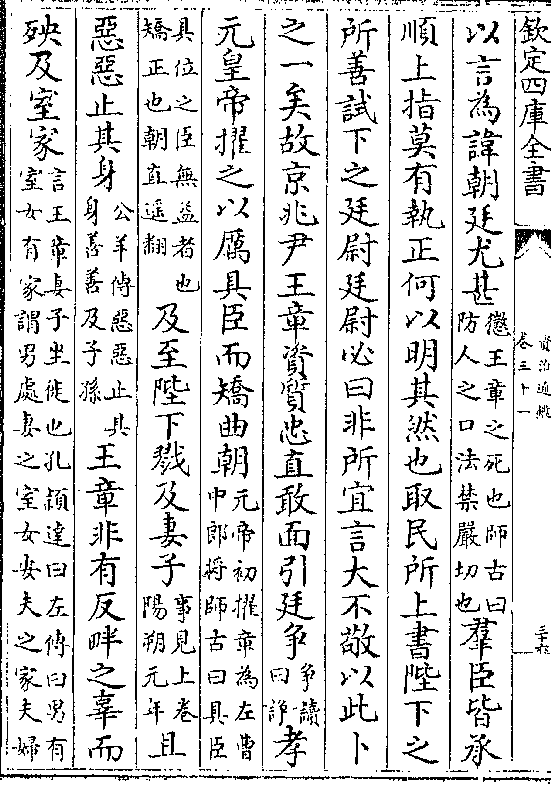 欽定四庫全書
資治通鑑
卷三十一
以言為諱朝廷尤甚懲王章之死也師古曰防人之口法禁嚴切也羣臣皆承
順上指莫有執正何以明其然也取民所上書陛下之
所善試下之廷尉廷尉必曰非所宜言大不敬以此卜
之一矣故京兆尹王章資質忠直敢面引廷争争讀曰諍孝
元皇帝擢之以厲具臣而矯曲朝元帝初擢章為左曹中郎將師古曰具臣
具位之臣無益者也矯正也朝直遥翻及至陛下戮及妻子事見上卷陽朔元年且
惡惡止其身公羊傳惡惡止其身善善及子孫王章非有反畔之辜而
殃及室家言王章妻子坐徙也孔頴達曰左傳曰男有室女有家謂男處妻之室女安夫之家夫婦